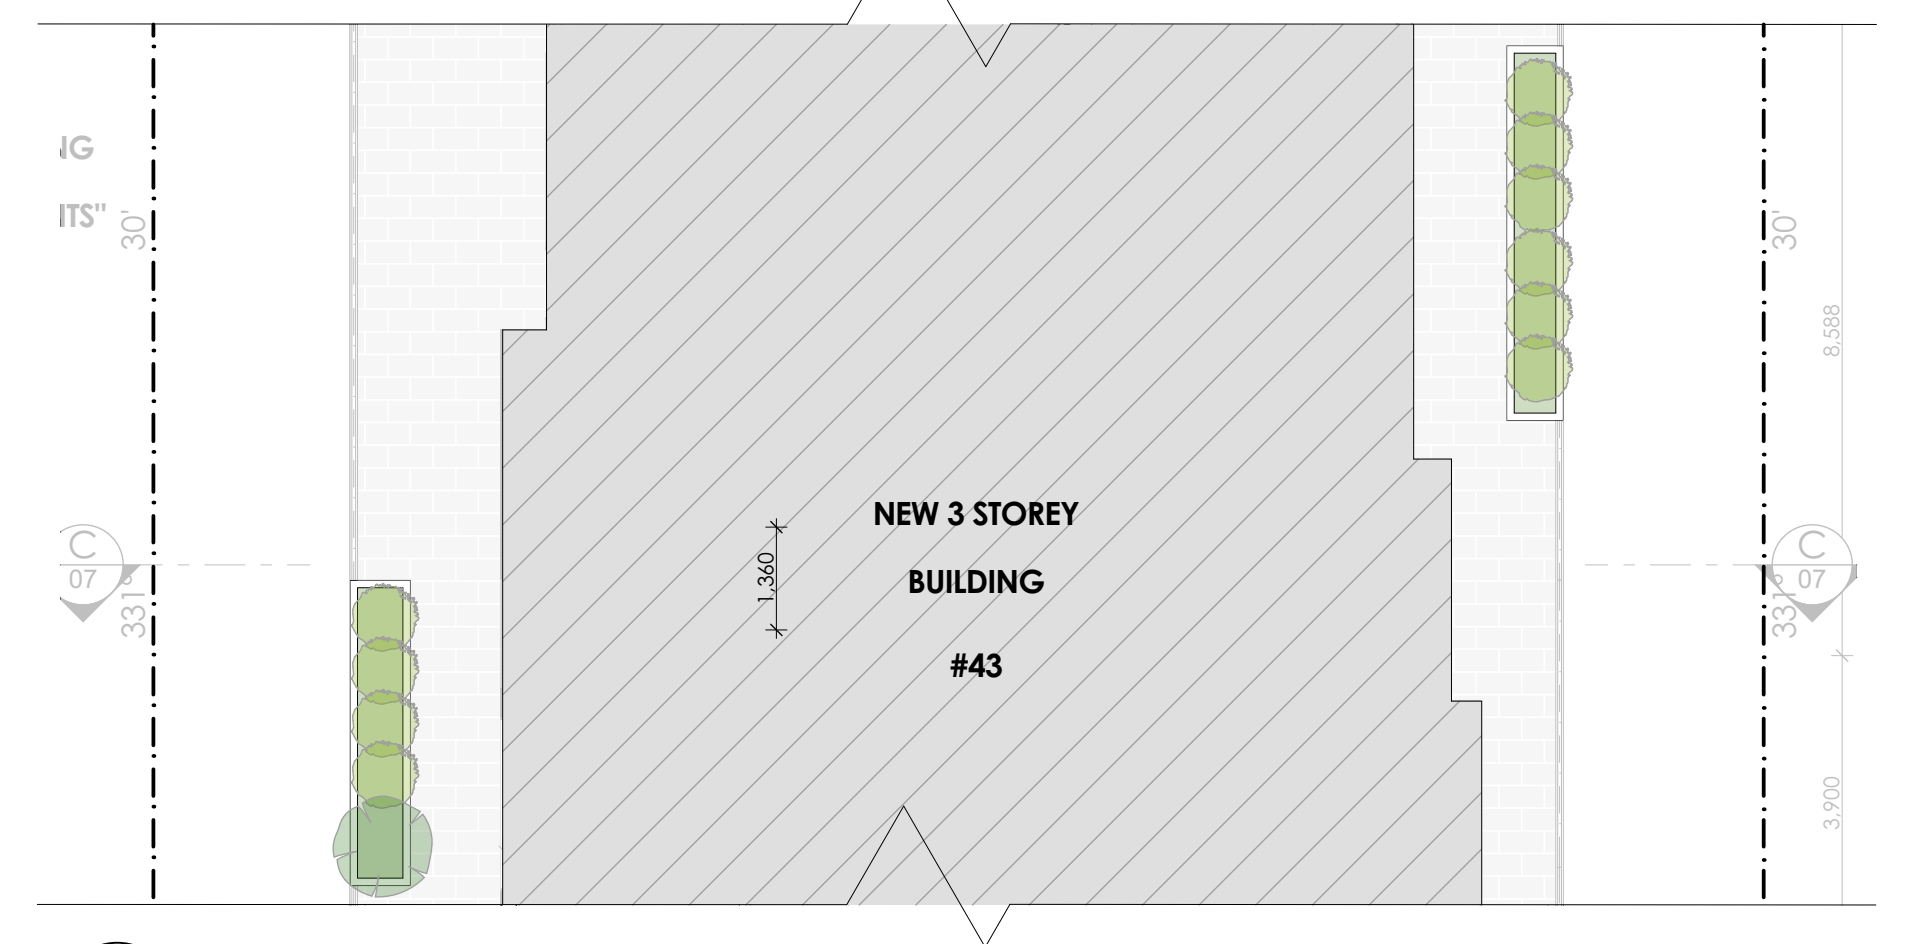 IG
ITS"
30'
30'
8,588
NEW 3 STOREY
BUILDING
#43
1,360
C
07
331°
C
07
331°
3,900